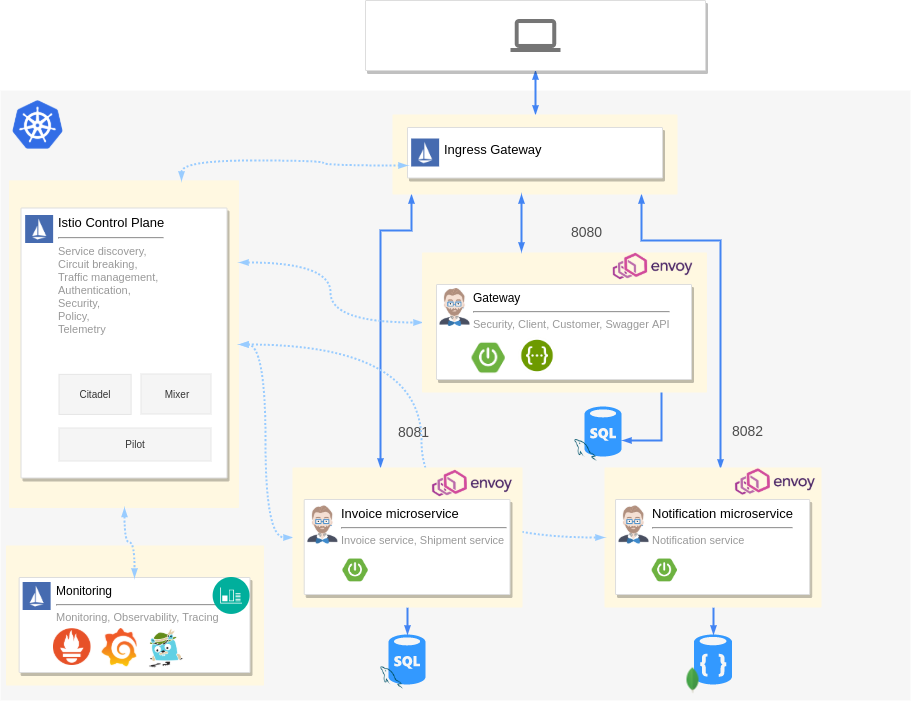 Ingress Gateway
Istio Control Plane
Service discovery,
Circuit breaking,
Traffic management,
Authentication,
Security,
Policy,
Telemetry
Citadel
Mixer
Pilot
8080
envoy
Gateway
Security, Client, Customer, Swagger API
{···}
SQL
8081
8082
envoy
Invoice microservice
Invoice service, Shipment service
envoy
Notification microservice
Notification service
Monitoring
Monitoring, Observability, Tracing
SQL
{ }